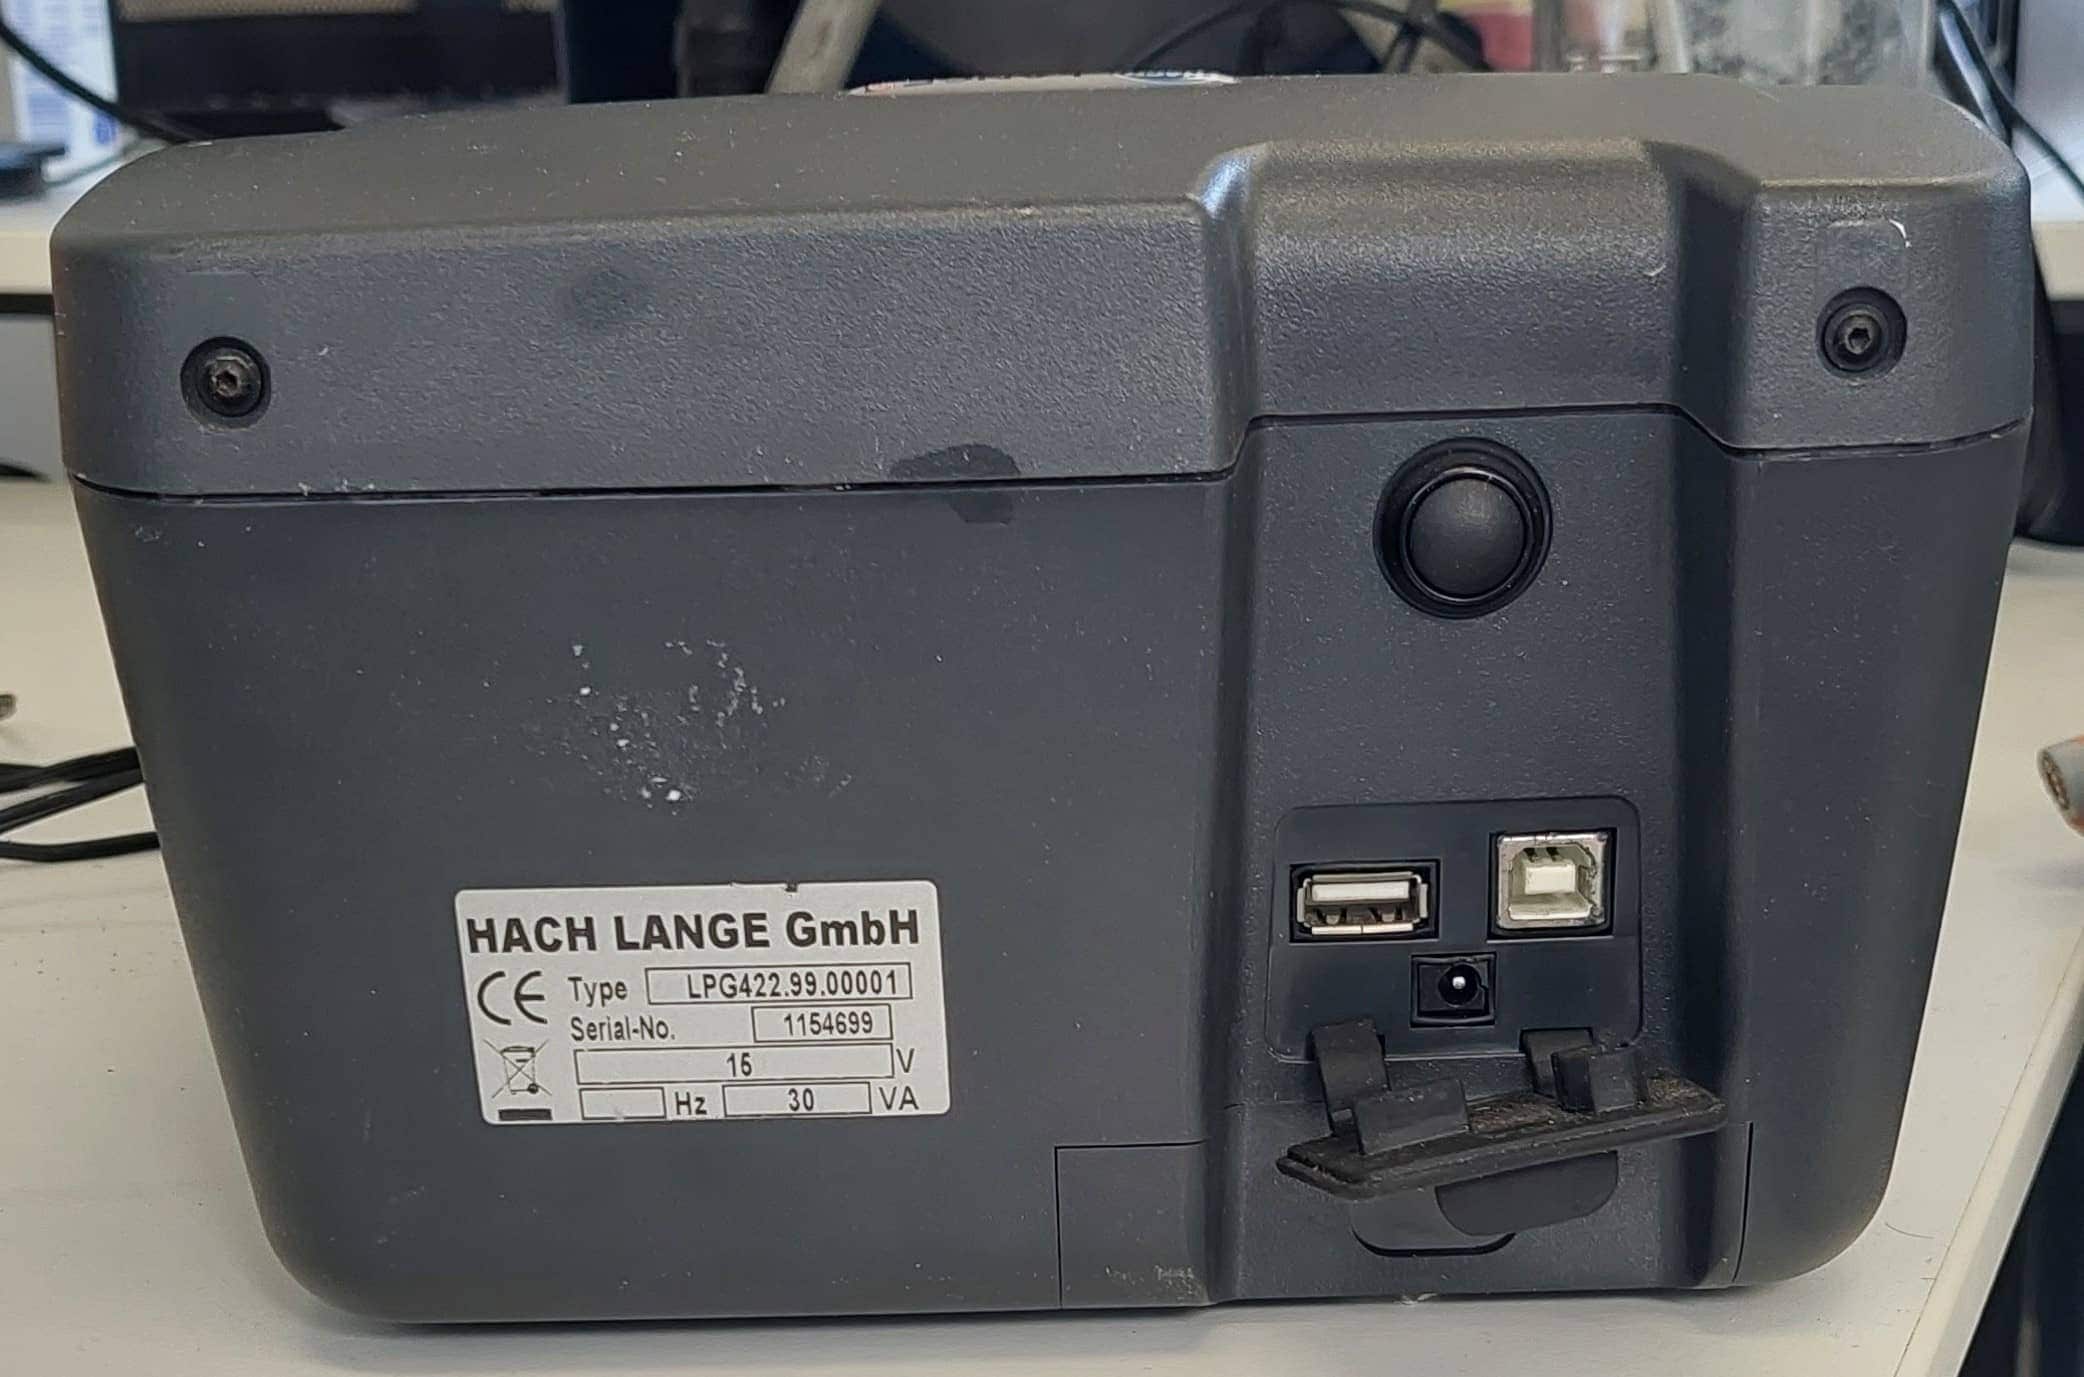 HACH LANGE GmbH
CE Type LPG422.99.00001
Serial-No. 1154699
15 V
Hz 30 VA